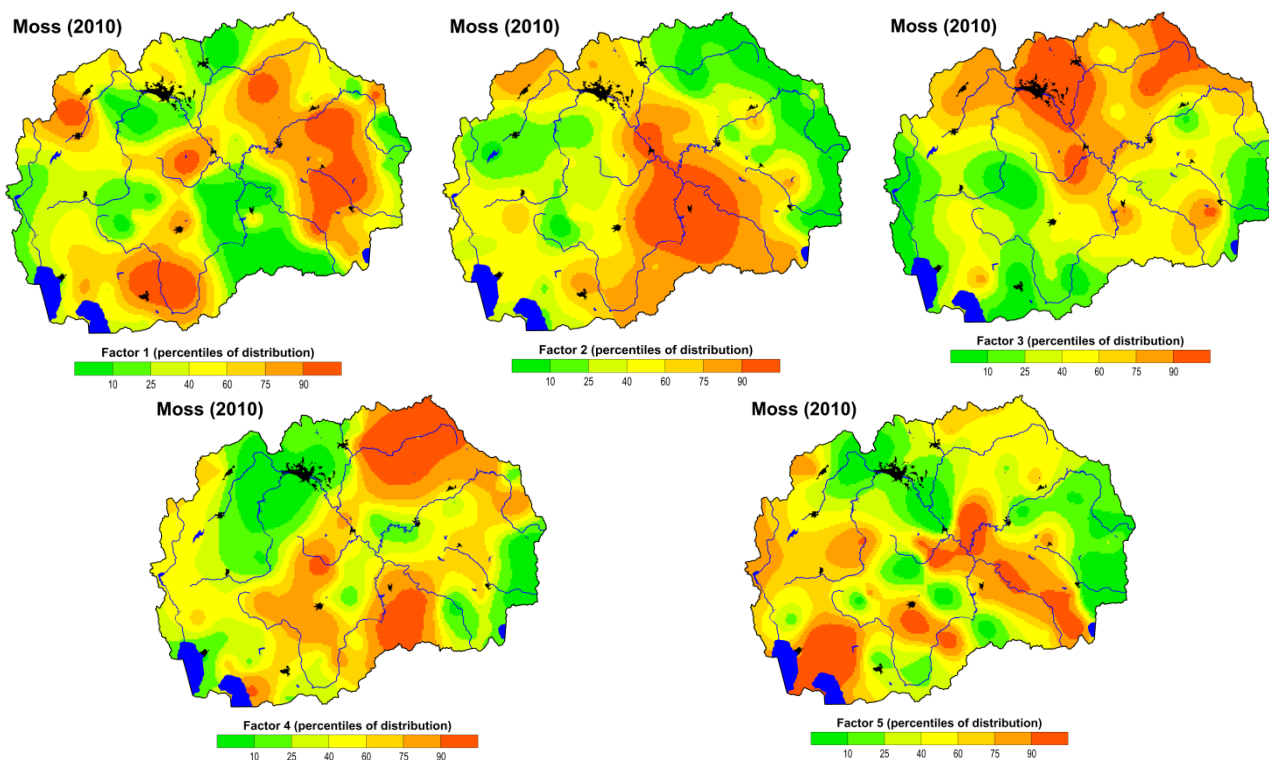 Moss (2010)
Factor 1 (percentiles of distribution)
10 25 40 60 75 90
Moss (2010)
Factor 2 (percentiles of distribution)
10 25 40 60 75 90
Moss (2010)
Factor 3 (percentiles of distribution)
10 25 40 60 75 90
Moss (2010)
Factor 4 (percentiles of distribution)
10 25 40 60 75 90
Moss (2010)
Factor 5 (percentiles of distribution)
10 25 40 60 75 90